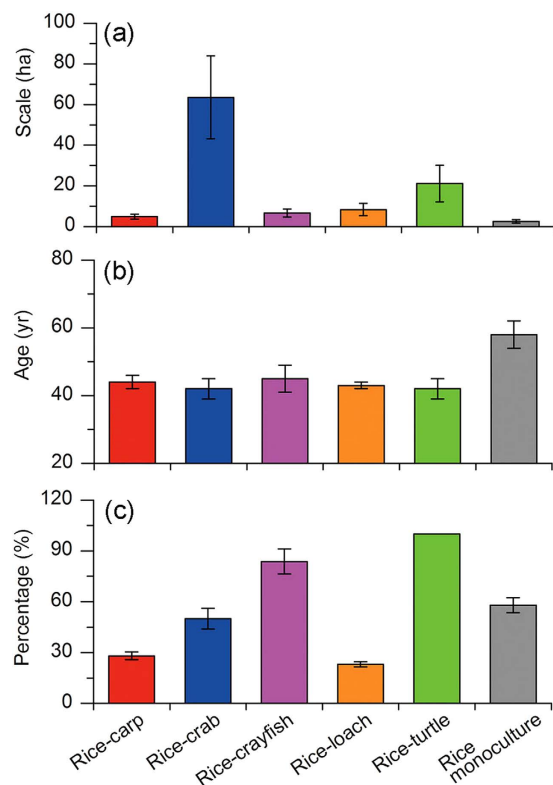 (a)
Scale (ha)
100
80
60
40
20
0
(b)
Age (yr)
80
60
40
20
(c)
Percentage (%)
120
90
60
30
0
Rice-carp
Rice-crab
Rice-crayfish
Rice-loach
Rice-turtle
Rice
monoculture